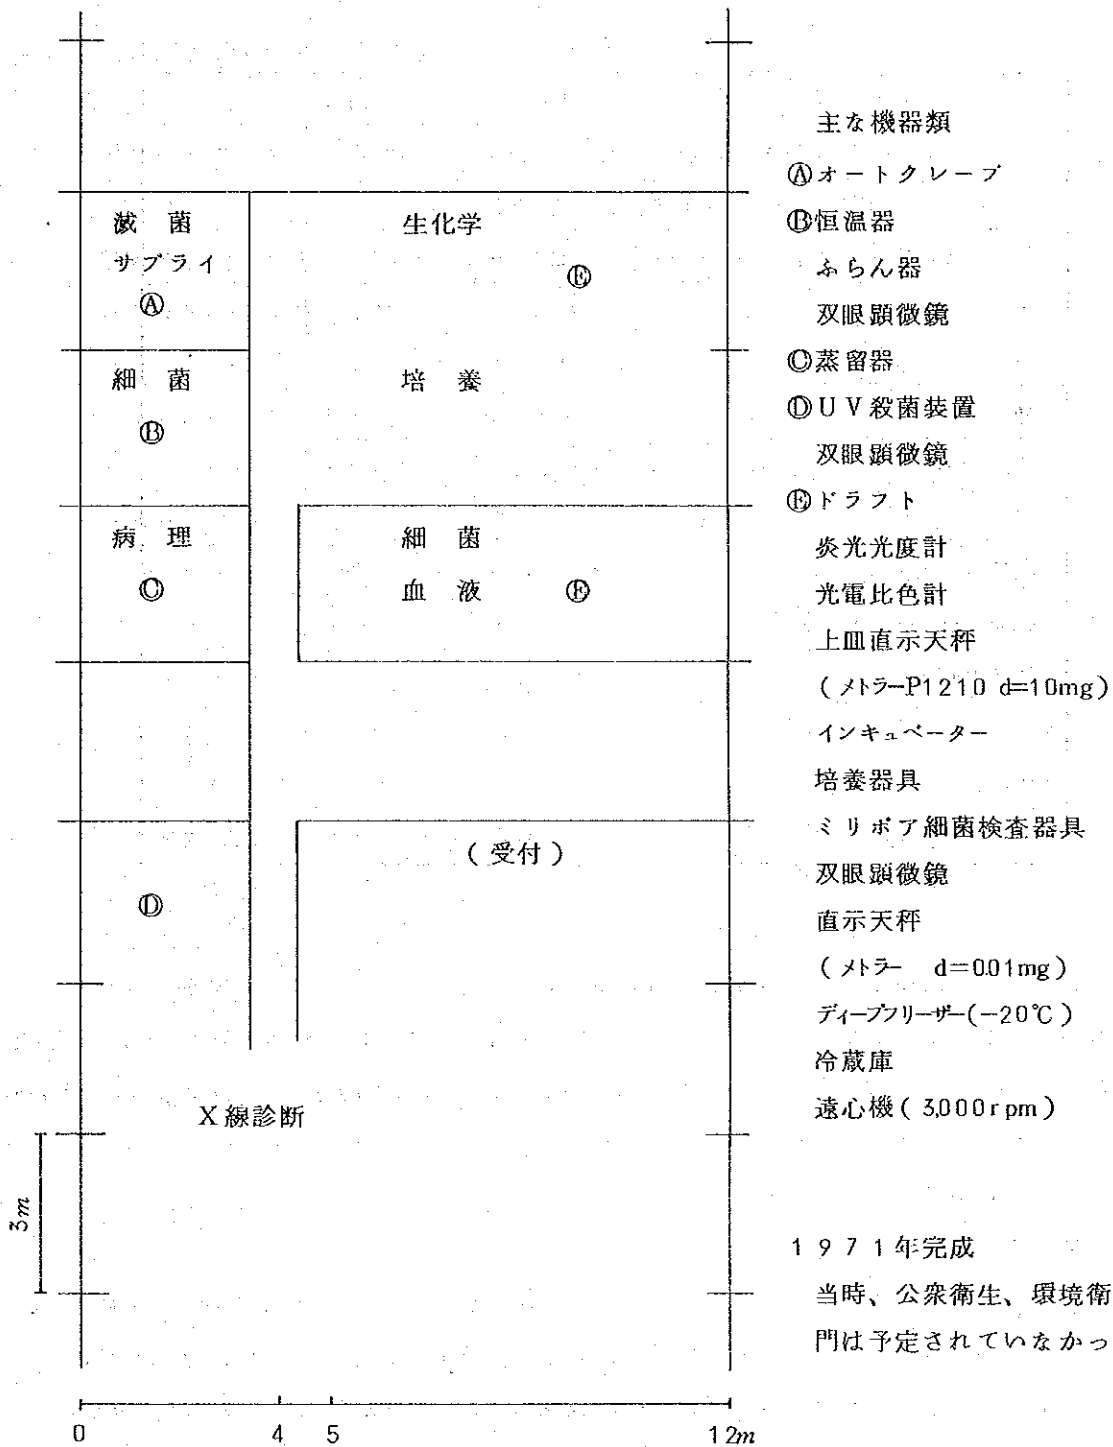 滅菌
サプライ
Ⓐ
生化学
Ⓔ
細菌
Ⓑ
培養
病理
Ⓒ
細菌
血液 Ⓔ
(受付)
Ⓓ
X線診断
3m
0 4 5 12m
主な機器類
Ⓐオートクレーブ
Ⓑ恒温器
ふらん器
双眼顕微鏡
Ⓒ蒸留器
ⒹUV殺菌装置
双眼顕微鏡
Ⓔドラフト
炎光光度計
光電比色計
上皿直示天秤
(メトラーP1210 d=10mg)
インキュベーター
培養器具
ミリポア細菌検査器具
双眼顕微鏡
直示天秤
(メトラー d=0.01mg)
ディープフリーザー(-20℃)
冷蔵庫
遠心機(3,000rpm)
1971年完成
当時、公衆衛生、環境衛
門は予定されていなかっ